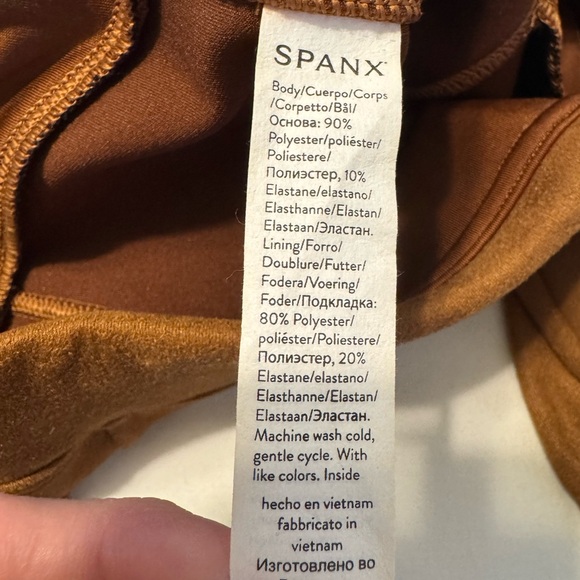 SPANX
Body/Cuerpo/Corps
/Corpetto/Bål/
Основа: 90%
Polyester/poliéster/
Poliestere/
Полиэстер, 10%
Elastane/elastano/
Elasthanne/Elastan/
Elastaan/Эластан.
Lining/Forro/
Doublure/Futter/
Fodera/Voering/
Foder/Подкладка:
80% Polyester/
poliéster/Poliestere/
Полиэстер, 20%
Elastane/elastano/
Elasthanne/Elastan/
Elastaan/Эластан.
Machine wash cold,
gentle cycle. With
like colors. Inside
hecho en vietnam
fabbricato in
vietnam
Изготовлено во